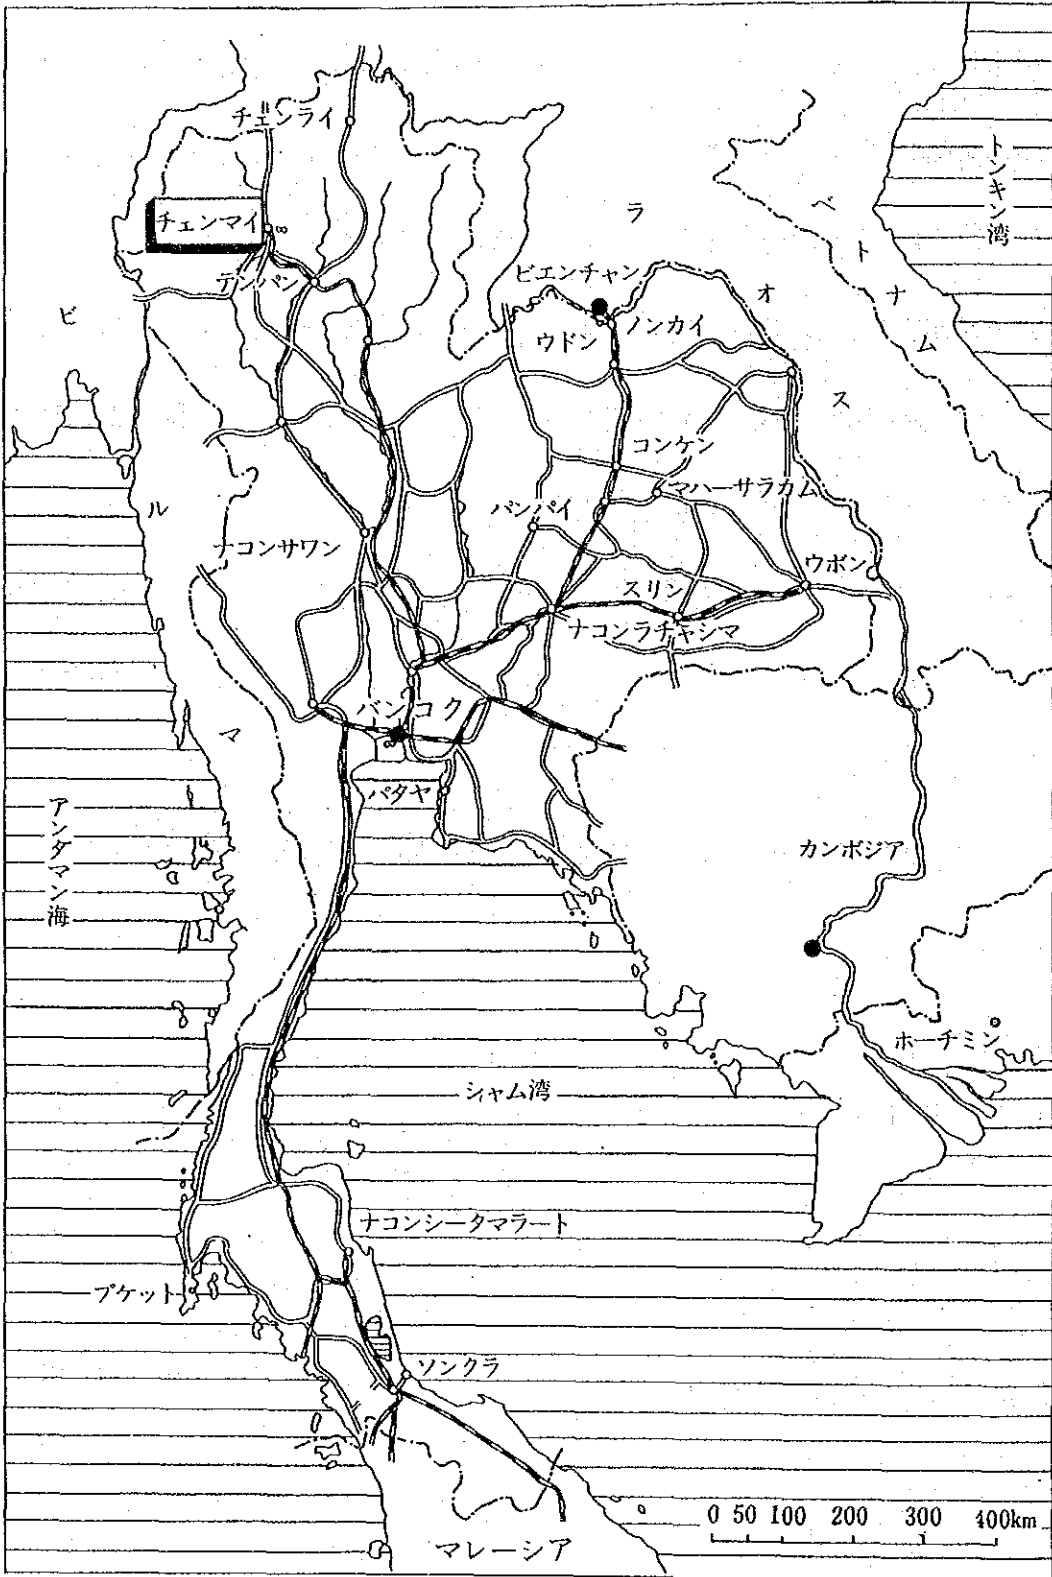 チェンライ
トンキン湾
チェンマイ
テンパン
ラオス
ベトナム
ビエンチャン
ノンカイ
ウドン
ビルマ
コンケン
マハーサラカム
バンパイ
ナコンサワン
ウボン
スリン
ナコンラチャシマ
バンコク
パタヤ
アンダマン海
カンボジア
ホーチミン
シャム湾
ナコンシータマラート
プケット
ソンクラ
マレーシア
0 50 100 200 300 400km